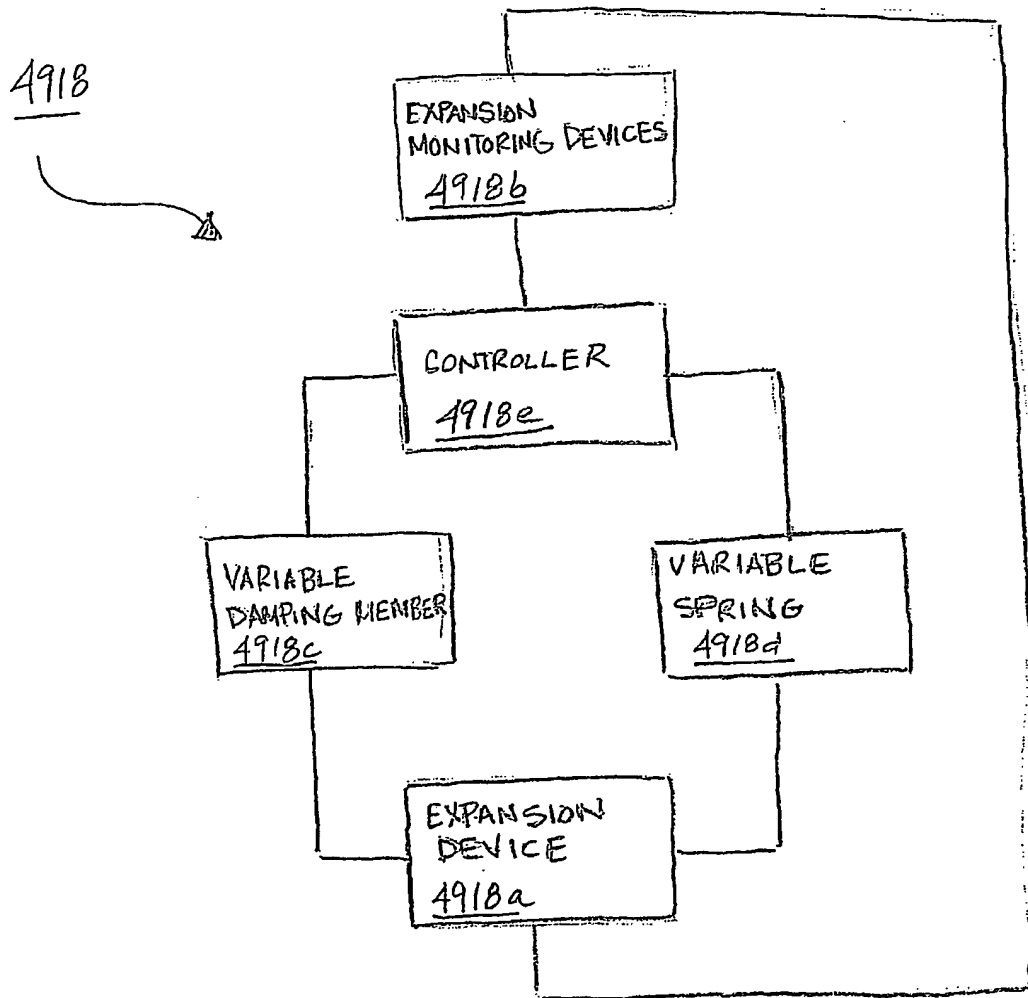 4918
EXPANSION
MONITORING DEVICES
4918b
CONTROLLER
4918e
VARIABLE
DAMPING MEMBER
4918c
VARIABLE
SPRING
4918d
EXPANSION
DEVICE
4918a